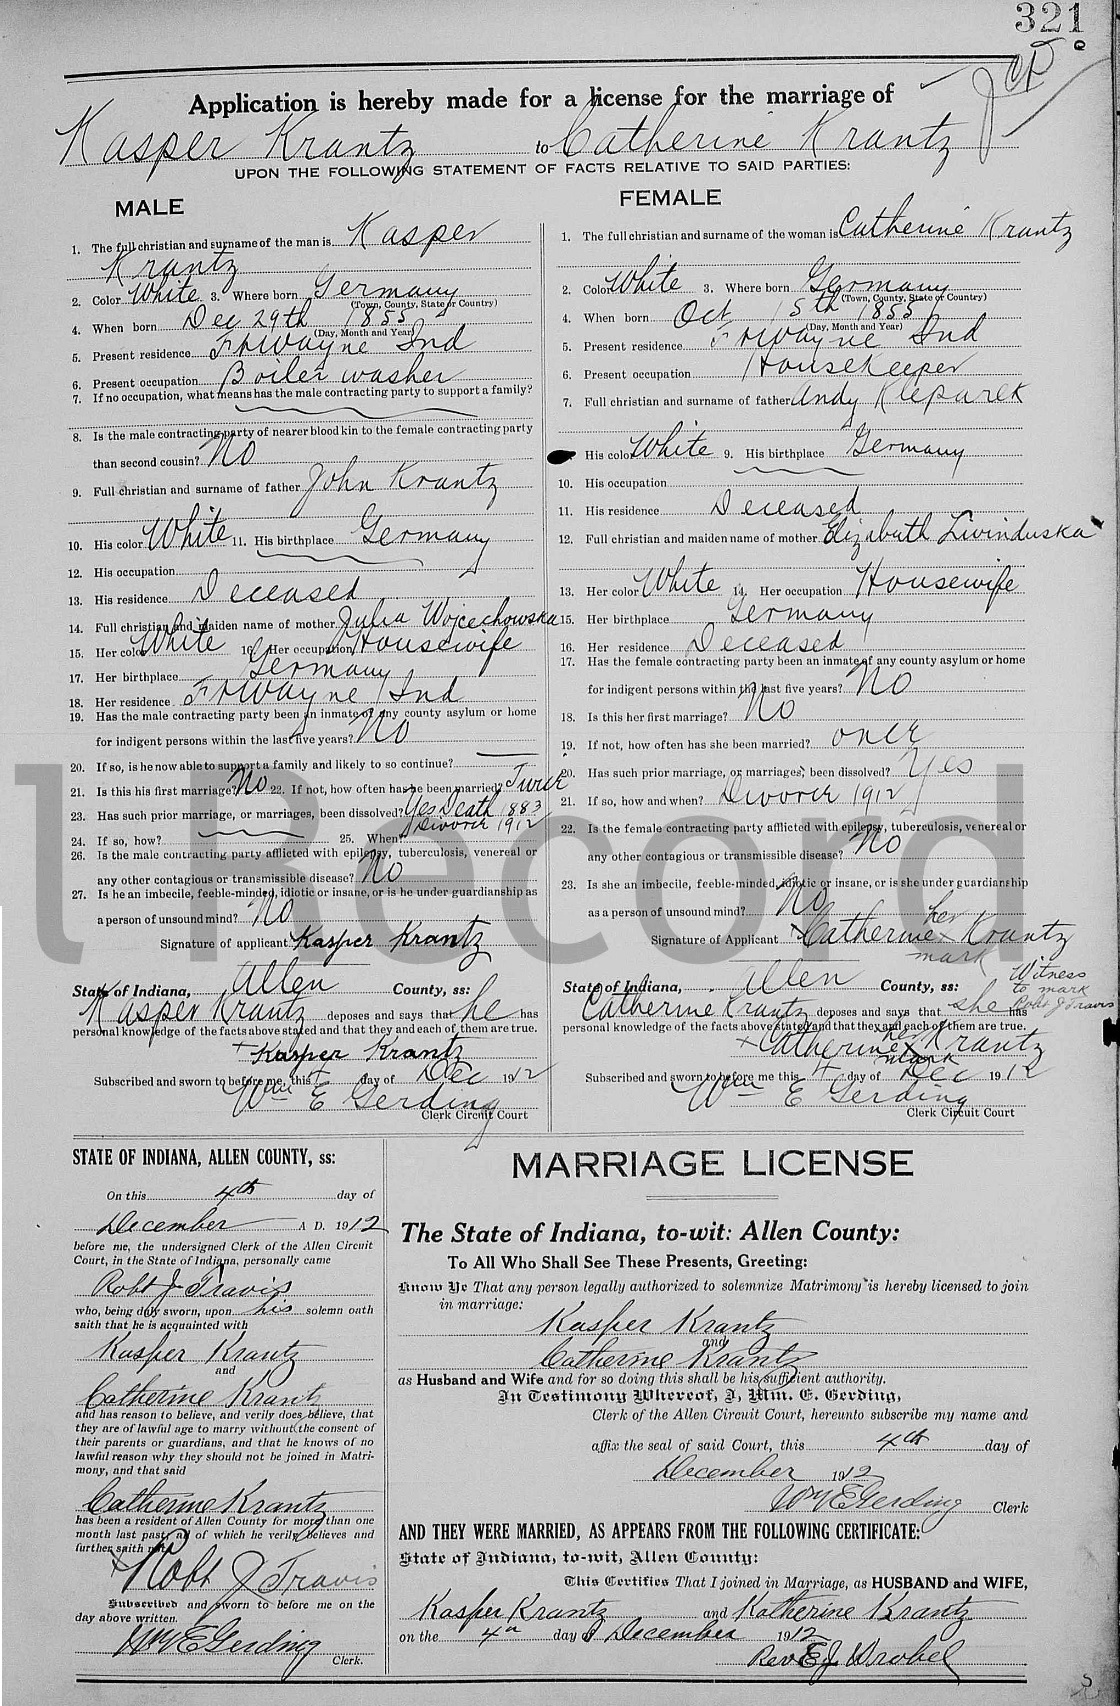 321
Application is hereby made for a license for the marriage of
Kasper Krantz to Catherine Krantz
UPON THE FOLLOWING STATEMENT OF FACTS RELATIVE TO SAID PARTIES:
MALE
1. The full christian and surname of the man is Kasper
Krantz
2. Color White 3. Where born Germany
(Town, County, State or Country)
4. When born Dec 29th 1855
(Day, Month and Year)
5. Present residence Ft Wayne Ind
6. Present occupation Boiler washer
7. If no occupation, what means has the male contracting party to support a family?
8. Is the male contracting party of nearer blood kin to the female contracting party
than second cousin? No
9. Full christian and surname of father John Krantz
10. His color White 11. His birthplace Germany
12. His occupation
13. His residence Deceased
14. Full christian and maiden name of mother Julia Wojcechowska
15. Her color White 16. Her occupation Housewife
17. Her birthplace Germany
18. Her residence Ft Wayne Ind
19. Has the male contracting party been an inmate of any county asylum or home
for indigent persons within the last five years? No
20. If so, is he now able to support a family and likely to so continue?
21. Is this his first marriage? No 22. If not, how often has he been married? Twice
23. Has such prior marriage, or marriages, been dissolved? Yes Death 1883
Divorce 1912
24. If so, how? 25. When
26. Is the male contracting party afflicted with epilepsy, tuberculosis, venereal or
any other contagious or transmissible disease? No
27. Is he an imbecile, feeble-minded, idiotic or insane, or is he under guardianship as
a person of unsound mind? No
Signature of applicant Kasper Krantz
State of Indiana, Allen County, ss:
Kasper Krantz deposes and says that he has
personal knowledge of the facts above stated and that they and each of them are true.
+ Kasper Krantz
Subscribed and sworn to before me, this 4 day of Dec 1912
Wm E Gerding
Clerk Circuit Court
FEMALE
1. The full christian and surname of the woman is Catherine Krantz
2. Color White 3. Where born Germany
(Town, County, State or Country)
4. When born Oct 15th 1855
(Day, Month and Year)
5. Present residence Ft Wayne Ind
6. Present occupation Housekeeper
7. Full christian and surname of father Andy Kleparek
8. His color White 9. His birthplace Germany
10. His occupation
11. His residence Deceased
12. Full christian and maiden name of mother Elizabuth Livinduska
13. Her color White 14. Her occupation Housewife
15. Her birthplace Germany
16. Her residence Deceased
17. Has the female contracting party been an inmate of any county asylum or home
for indigent persons within the last five years? No
18. Is this her first marriage? No
19. If not, how often has she been married? once
20. Has such prior marriage, or marriages, been dissolved? Yes
21. If so, how and when? Divorce 1912
22. Is the female contracting party afflicted with epilepsy, tuberculosis, venereal or
any other contagious or transmissible disease? No
23. Is she an imbecile, feeble-minded, idiotic or insane, or is she under guardianship
as a person of unsound mind? No
Signature of Applicant Catherine her x mark Krantz
Witness
to mark
Robt J Travis
State of Indiana, Allen County, ss:
Catherine Krantz deposes and says that she has
personal knowledge of the facts above stated and that they and each of them are true.
x Catherine her x mark Krantz
Subscribed and sworn to before me this 4 day of Dec 1912
Wm E Gerding
Clerk Circuit Court
l Record
STATE OF INDIANA, ALLEN COUNTY, ss:
On this 4th day of
December A D. 1912
before me, the undersigned Clerk of the Allen Circuit
Court, in the State of Indiana, personally came
Robt J Travis
who, being duly sworn, upon his solemn oath
saith that he is acquainted with
Kasper Krantz
and
Catherine Krantz
and has reason to believe, and verily does believe, that
they are of lawful age to marry without the consent of
their parents or guardians, and that he knows of no
lawful reason why they should not be joined in Matri-
mony, and that said
Catherine Krantz
has been a resident of Allen County for more than one
month last past, all of which he verily believes and
further saith not.
Robt J Travis
Subscribed and sworn to before me on the
day above written.
Wm E Gerding
Clerk.
MARRIAGE LICENSE
The State of Indiana, to-wit: Allen County:
To All Who Shall See These Presents, Greeting:
Know Ye That any person legally authorized to solemnize Matrimony is hereby licensed to join
in marriage:
Kasper Krantz
and
Catherine Krantz
as Husband and Wife and for so doing this shall be his sufficient authority.
In Testimony Whereof, I, Wm. E. Gerding,
Clerk of the Allen Circuit Court, hereunto subscribe my name and
affix the seal of said Court, this 4th day of
December 1912
Wm E Gerding Clerk
AND THEY WERE MARRIED, AS APPEARS FROM THE FOLLOWING CERTIFICATE:
State of Indiana, to-wit, Allen County:
This Certifies That I joined in Marriage, as HUSBAND and WIFE,
Kasper Krantz and Katherine Krantz
on the 4th day of December 1912
Rev E J Wrobel